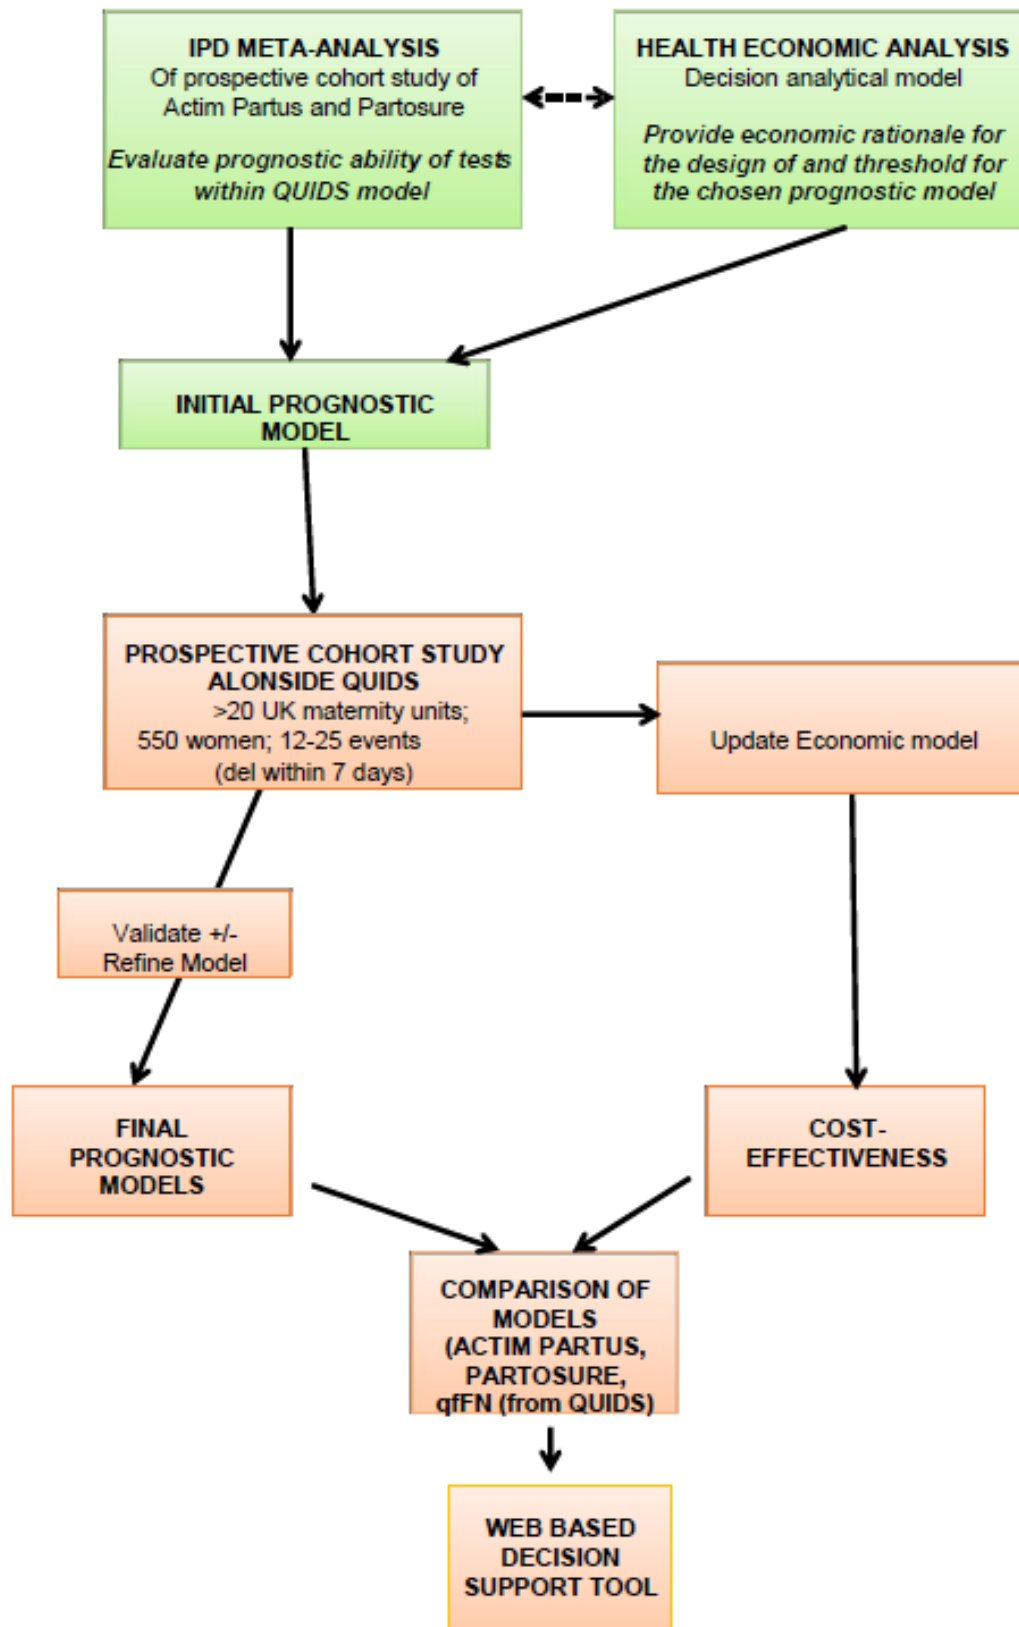 IPD META-ANALYSIS
Of prospective cohort study of
Actim Partus and Partosure
Evaluate prognostic ability of tests
within QUIDS model
HEALTH ECONOMIC ANALYSIS
Decision analytical model
Provide economic rationale for
the design of and threshold for
the chosen prognostic model
INITIAL PROGNOSTIC
MODEL
PROSPECTIVE COHORT STUDY
ALONSIDE QUIDS
>20 UK maternity units;
550 women; 12-25 events
(del within 7 days)
Update Economic model
Validate +/-
Refine Model
FINAL
PROGNOSTIC
MODELS
COST-
EFFECTIVENESS
COMPARISON OF
MODELS
(ACTIM PARTUS,
PARTOSURE,
qfFN (from QUIDS)
WEB BASED
DECISION
SUPPORT TOOL